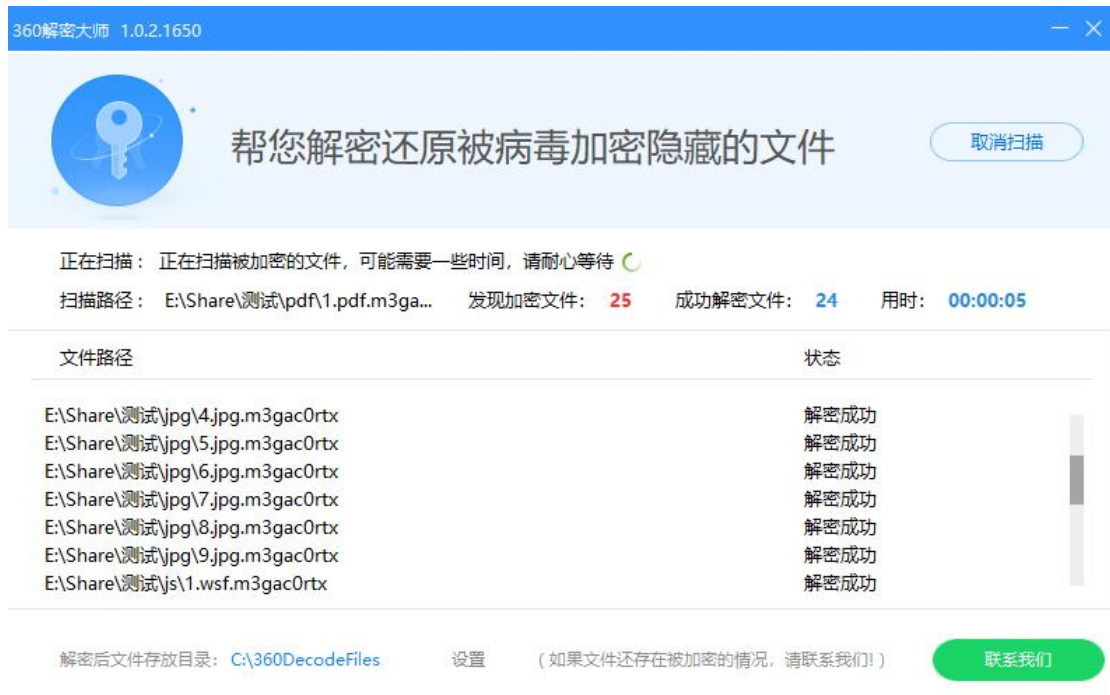 360解密大师 1.0.2.1650
帮您解密还原被病毒加密隐藏的文件
取消扫描
正在扫描： 正在扫描被加密的文件，可能需要一些时间，请耐心等待
扫描路径： E:\Share\测试\pdf\1.pdf.m3ga... 发现加密文件： 25 成功解密文件： 24 用时： 00:00:05
文件路径 状态
E:\Share\测试\jpg\4.jpg.m3gac0rtx 解密成功
E:\Share\测试\jpg\5.jpg.m3gac0rtx 解密成功
E:\Share\测试\jpg\6.jpg.m3gac0rtx 解密成功
E:\Share\测试\jpg\7.jpg.m3gac0rtx 解密成功
E:\Share\测试\jpg\8.jpg.m3gac0rtx 解密成功
E:\Share\测试\jpg\9.jpg.m3gac0rtx 解密成功
E:\Share\测试\js\1.wsf.m3gac0rtx 解密成功
解密后文件存放目录： C:\360DecodeFiles 设置 （如果文件还存在被加密的情况，请联系我们！） 联系我们